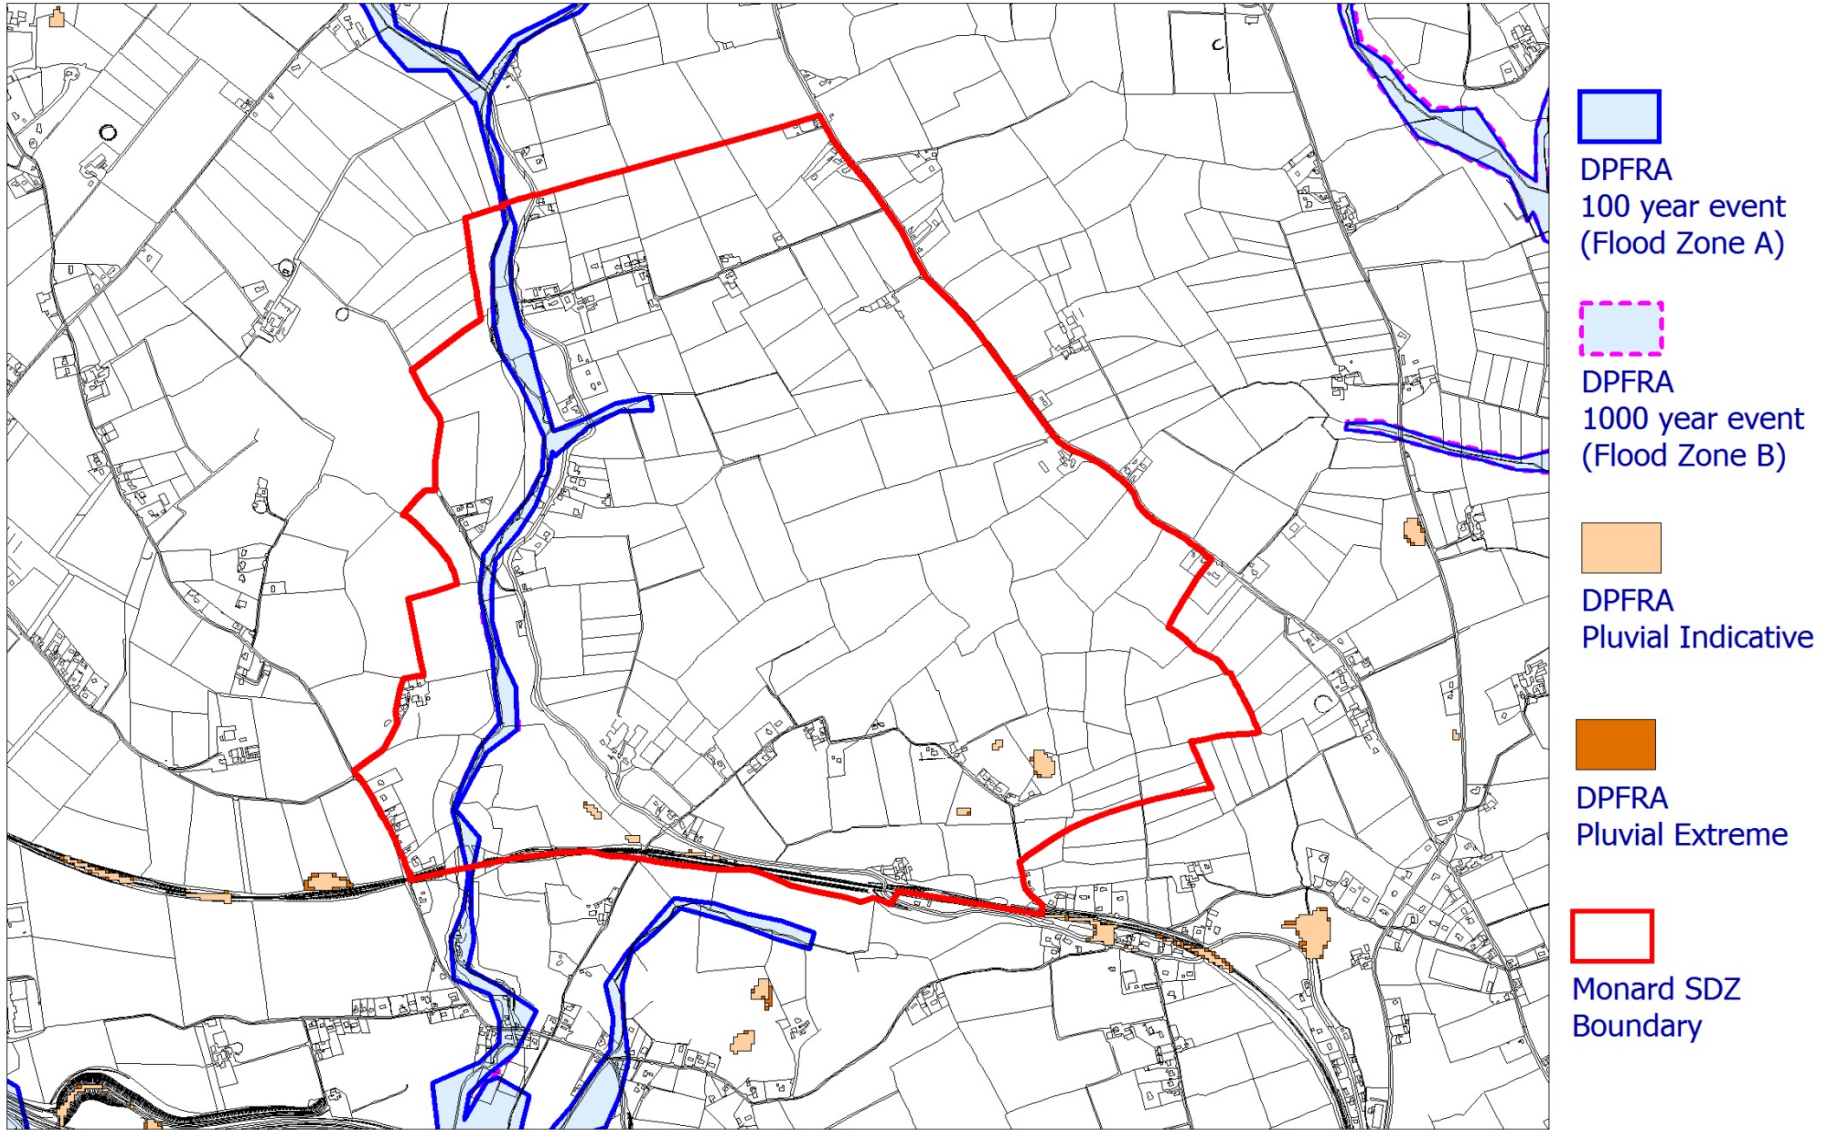 DPFRA
100 year event
(Flood Zone A)
DPFRA
1000 year event
(Flood Zone B)
DPFRA
Pluvial Indicative
DPFRA
Pluvial Extreme
Monard SDZ
Boundary